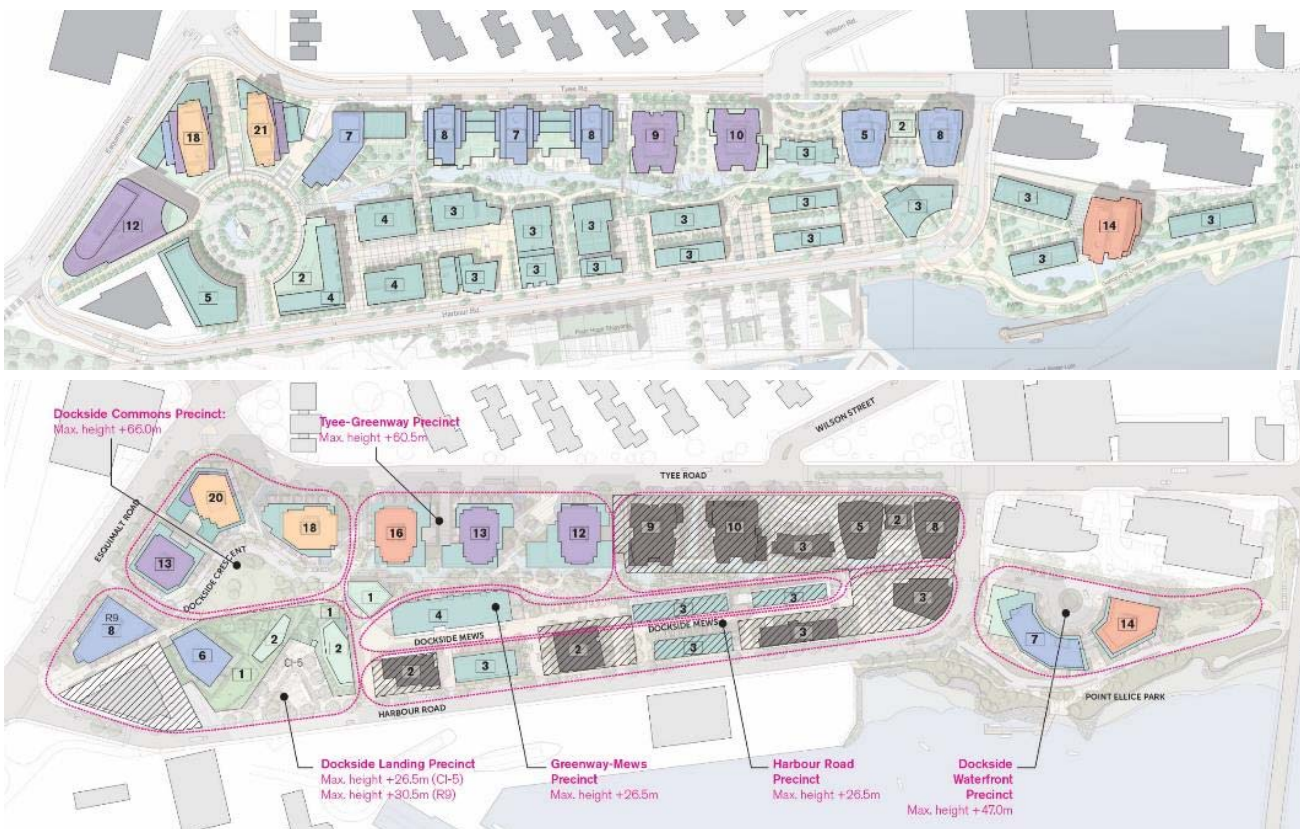 Wilson Rd.
Tyee Rd.
Esquimalt Rd.
18
21
7
8
7
8
9
10
3
5
2
8
12
5
2
4
4
3
3
3
3
3
3
3
3
3
4
3
3
3
3
14
3
Harbour Rd.
Dockside Commons Precinct:
Max. height +66.0m
Tyee-Greenway Precinct
Max. height +60.5m
WILSON STREET
TYEE ROAD
ESQUIMALT ROAD
DOCKSIDE CRESCENT
20
18
13
16
13
12
9
10
3
5
2
8
R9
8
6
1
2
1
2
CI-5
1
4
3
3
3
DOCKSIDE MEWS
DOCKSIDE MEWS
2
3
2
3
3
7
14
HARBOUR ROAD
POINT ELLICE PARK
Dockside Landing Precinct
Max. height +26.5m (CI-5)
Max. height +30.5m (R9)
Greenway-Mews
Precinct
Max. height +26.5m
Harbour Road
Precinct
Max. height +26.5m
Dockside
Waterfront
Precinct
Max. height +47.0m